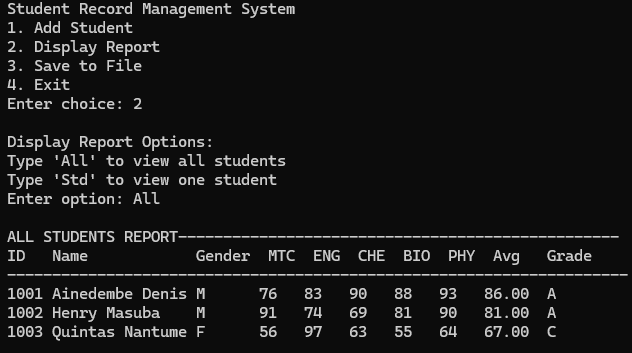 Student Record Management System
1. Add Student
2. Display Report
3. Save to File
4. Exit
Enter choice: 2

Display Report Options:
Type 'All' to view all students
Type 'Std' to view one student
Enter option: All

ALL STUDENTS REPORT-------------------------------------------------
ID   Name            Gender  MTC  ENG  CHE  BIO  PHY  Avg   Grade
---------------------------------------------------------------------
1001 Ainedembe Denis M      76   83   90   88   93   86.00  A
1002 Henry Masuba    M      91   74   69   81   90   81.00  A
1003 Quintas Nantume F      56   97   63   55   64   67.00  C